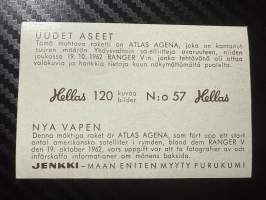 UUDET ASEET
Tämä mahtava raketti on ATLAS AGENA, joka on kantanut
suuren määrän Yhdysvaltain satelliitteja avaruuteen, niiden
joukossa 19. 10. 1962 RANGER V:n, jonka tehtävänä oli ottaa
valokuvia ja hankkia tietoja kuun näkymättömältä puolelta.
Hellas 120 kuvaa bilder N:o 57 Hellas
NYA VAPEN
Denna mäktiga raket är ATLAS AGENA, som fört upp ett stort
antal amerikanska satelliter i rymden, bland dem RANGER V
den 19. oktober 1962, vars uppgift var att ta fotografier av och
införskaffa informationer om månens baksida.
JENKKI — MAAN ENITEN MYYTY PURUKUMI